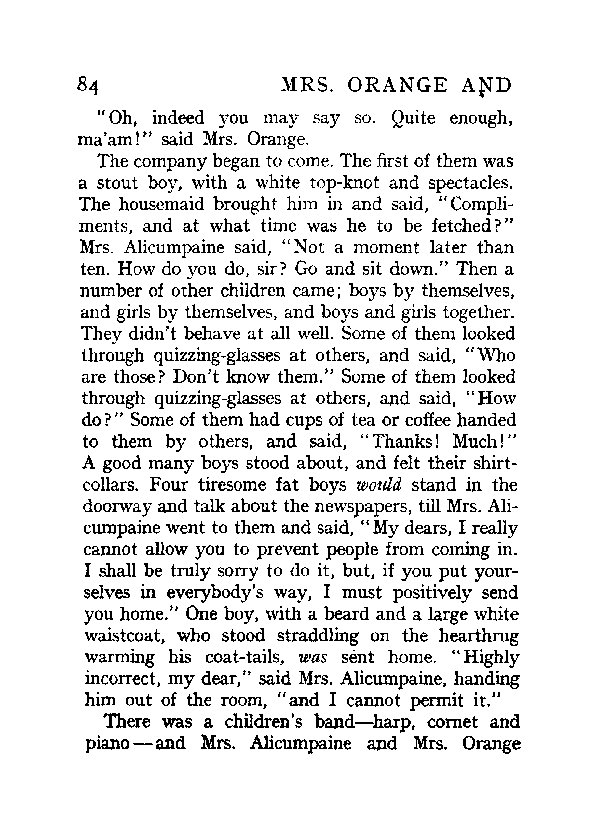 84 MRS. ORANGE AND
"Oh, indeed you may say so. Quite enough,
ma'am!" said Mrs. Orange.
The company began to come. The first of them was
a stout boy, with a white top-knot and spectacles.
The housemaid brought him in and said, "Compli-
ments, and at what time was he to be fetched?"
Mrs. Alicumpaine said, "Not a moment later than
ten. How do you do, sir? Go and sit down." Then a
number of other children came; boys by themselves,
and girls by themselves, and boys and girls together.
They didn't behave at all well. Some of them looked
through quizzing-glasses at others, and said, "Who
are those? Don't know them." Some of them looked
through quizzing-glasses at others, and said, "How
do?" Some of them had cups of tea or coffee handed
to them by others, and said, "Thanks! Much!"
A good many boys stood about, and felt their shirt-
collars. Four tiresome fat boys would stand in the
doorway and talk about the newspapers, till Mrs. Ali-
cumpaine went to them and said, "My dears, I really
cannot allow you to prevent people from coming in.
I shall be truly sorry to do it, but, if you put your-
selves in everybody's way, I must positively send
you home." One boy, with a beard and a large white
waistcoat, who stood straddling on the hearthrug
warming his coat-tails, was sent home. "Highly
incorrect, my dear," said Mrs. Alicumpaine, handing
him out of the room, "and I cannot permit it."
There was a children's band—harp, cornet and
piano—and Mrs. Alicumpaine and Mrs. Orange